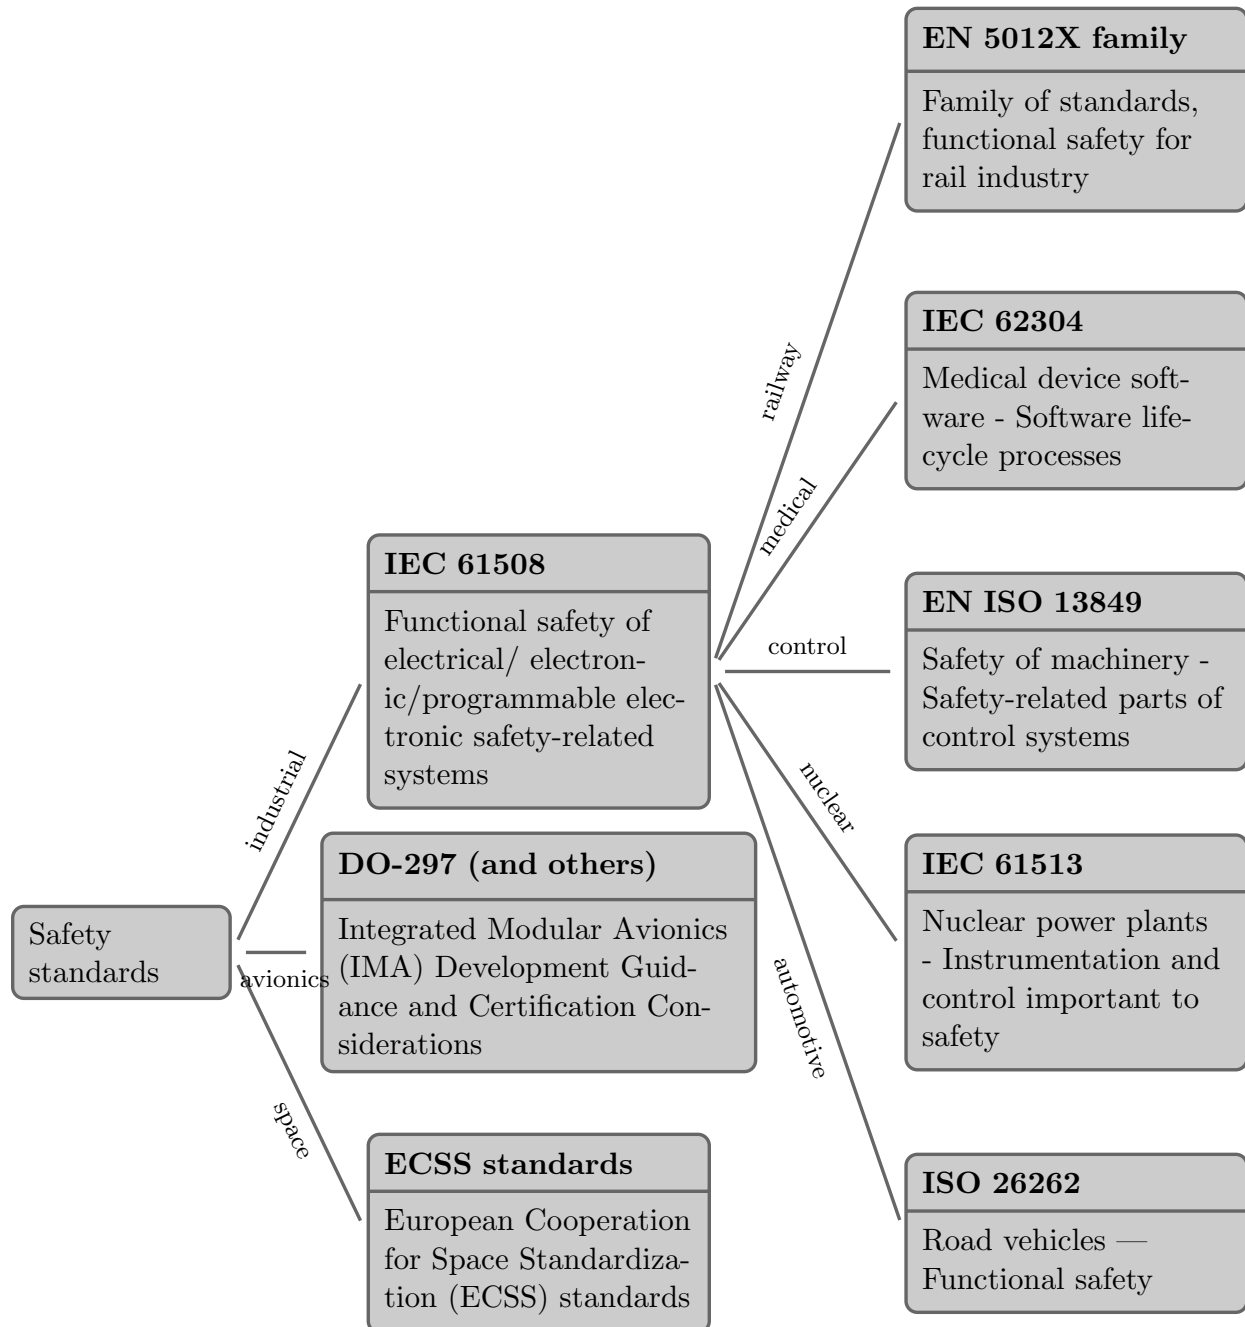 Safety
standards
industrial
avionics
space
IEC 61508
Functional safety of
electrical/ electron-
ic/programmable elec-
tronic safety-related
systems
DO-297 (and others)
Integrated Modular Avionics
(IMA) Development Guid-
ance and Certification Con-
siderations
ECSS standards
European Cooperation
for Space Standardiza-
tion (ECSS) standards
railway
medical
control
nuclear
automotive
EN 5012X family
Family of standards,
functional safety for
rail industry
IEC 62304
Medical device soft-
ware - Software life-
cycle processes
EN ISO 13849
Safety of machinery -
Safety-related parts of
control systems
IEC 61513
Nuclear power plants
- Instrumentation and
control important to
safety
ISO 26262
Road vehicles —
Functional safety